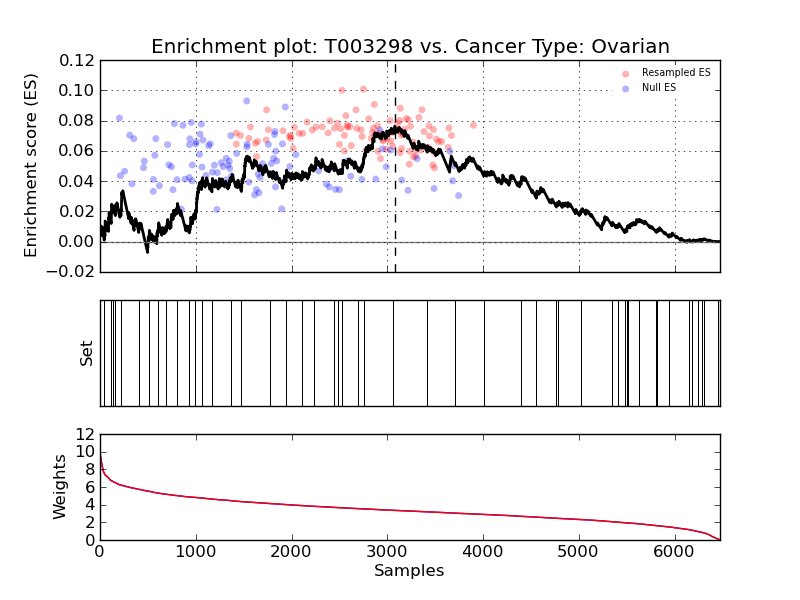 Enrichment plot: T003298 vs. Cancer Type: Ovarian
Enrichment score (ES)
0.12
0.10
0.08
0.06
0.04
0.02
0.00
−0.02
Resampled ES
Null ES
Set
Weights
12
10
8
6
4
2
0
0 1000 2000 3000 4000 5000 6000
Samples